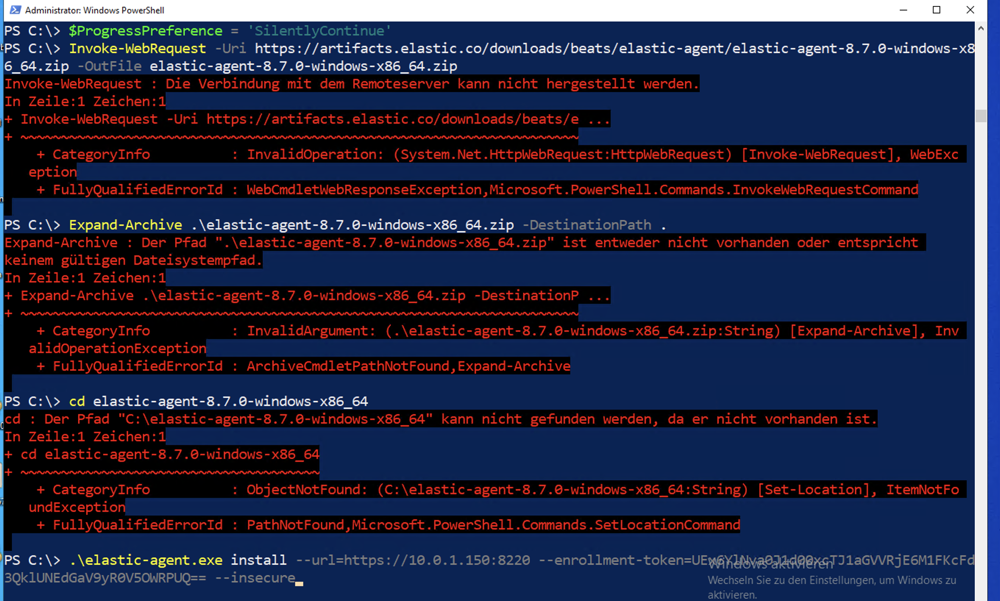 Administrator: Windows PowerShell
PS C:\> $ProgressPreference = 'SilentlyContinue'
PS C:\> Invoke-WebRequest -Uri https://artifacts.elastic.co/downloads/beats/elastic-agent/elastic-agent-8.7.0-windows-x8
6_64.zip -OutFile elastic-agent-8.7.0-windows-x86_64.zip
Invoke-WebRequest : Die Verbindung mit dem Remoteserver kann nicht hergestellt werden.
In Zeile:1 Zeichen:1
+ Invoke-WebRequest -Uri https://artifacts.elastic.co/downloads/beats/e ...
+ ~~~~~~~~~~~~~~~~~~~~~~~~~~~~~~~~~~~~~~~~~~~~~~~~~~~~~~~~~~~~~~~~~~~~~
+ CategoryInfo : InvalidOperation: (System.Net.HttpWebRequest:HttpWebRequest) [Invoke-WebRequest], WebExc
eption
+ FullyQualifiedErrorId : WebCmdletWebResponseException,Microsoft.PowerShell.Commands.InvokeWebRequestCommand
PS C:\> Expand-Archive .\elastic-agent-8.7.0-windows-x86_64.zip -DestinationPath .
Expand-Archive : Der Pfad ".\elastic-agent-8.7.0-windows-x86_64.zip" ist entweder nicht vorhanden oder entspricht
keinem gültigen Dateisystempfad.
In Zeile:1 Zeichen:1
+ Expand-Archive .\elastic-agent-8.7.0-windows-x86_64.zip -DestinationP ...
+ ~~~~~~~~~~~~~~~~~~~~~~~~~~~~~~~~~~~~~~~~~~~~~~~~~~~~~~~~~~~~~~~~~~~~~
+ CategoryInfo : InvalidArgument: (.\elastic-agent-8.7.0-windows-x86_64.zip:String) [Expand-Archive], Inv
alidOperationException
+ FullyQualifiedErrorId : ArchiveCmdletPathNotFound,Expand-Archive
PS C:\> cd elastic-agent-8.7.0-windows-x86_64
cd : Der Pfad "C:\elastic-agent-8.7.0-windows-x86_64" kann nicht gefunden werden, da er nicht vorhanden ist.
In Zeile:1 Zeichen:1
+ cd elastic-agent-8.7.0-windows-x86_64
+ ~~~~~~~~~~~~~~~~~~~~~~~~~~~~~~~~~~~~~
+ CategoryInfo : ObjectNotFound: (C:\elastic-agent-8.7.0-windows-x86_64:String) [Set-Location], ItemNotFo
undException
+ FullyQualifiedErrorId : PathNotFound,Microsoft.PowerShell.Commands.SetLocationCommand
PS C:\> .\elastic-agent.exe install --url=https://10.0.1.150:8220
3QklUNEdGaV9yR0V5OWRPUQ== --insecure
Windows aktivieren
Wechseln Sie zu den Einstellungen, um Windows zu
aktivieren.